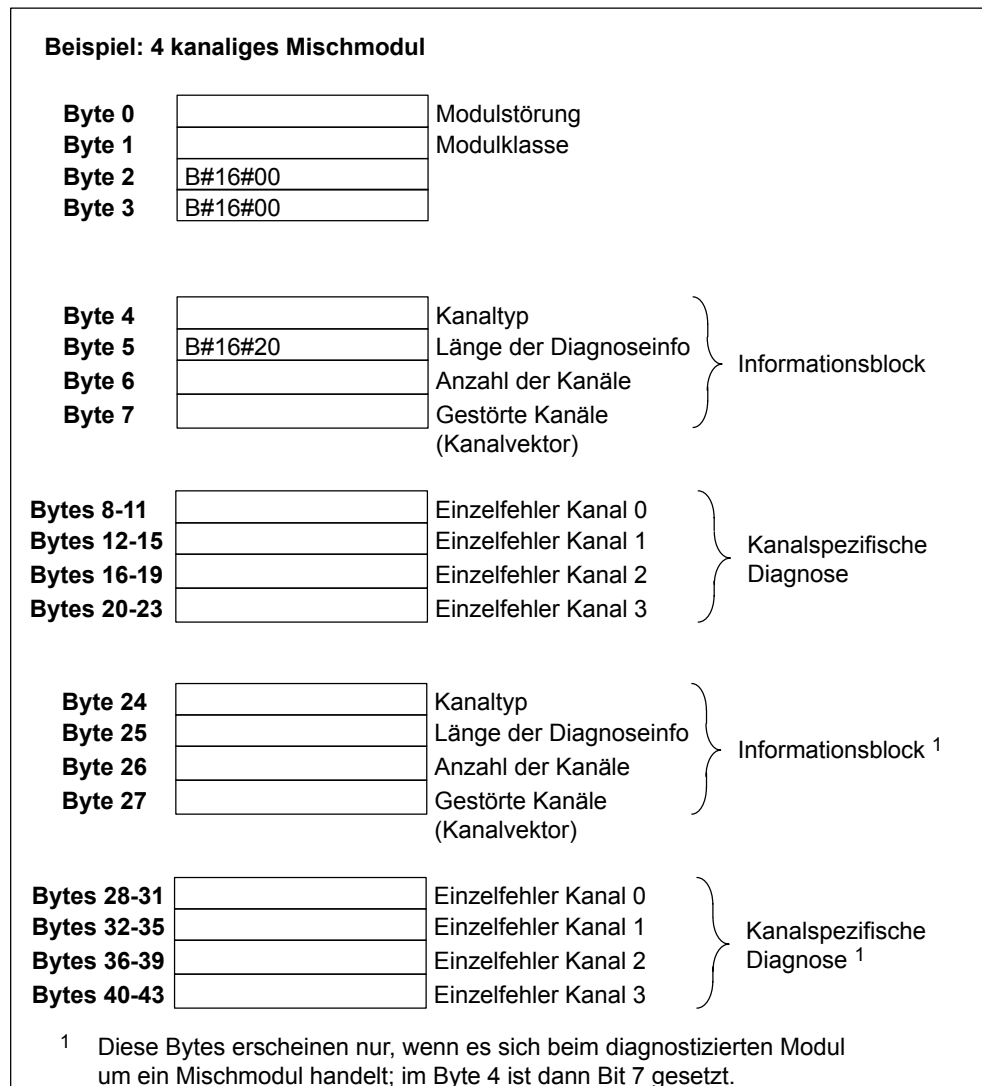 Beispiel: 4 kanaliges Mischmodul
Byte 0 Modulstörung
Byte 1 Modulklasse
Byte 2 B#16#00
Byte 3 B#16#00
Byte 4 Kanaltyp
Byte 5 B#16#20 Länge der Diagnoseinfo
Byte 6 Anzahl der Kanäle
Byte 7 Gestörte Kanäle
(Kanalvektor)
Informationsblock
Bytes 8-11 Einzelfehler Kanal 0
Bytes 12-15 Einzelfehler Kanal 1
Bytes 16-19 Einzelfehler Kanal 2
Bytes 20-23 Einzelfehler Kanal 3
Kanalspezifische
Diagnose
Byte 24 Kanaltyp
Byte 25 Länge der Diagnoseinfo
Byte 26 Anzahl der Kanäle
Byte 27 Gestörte Kanäle
(Kanalvektor)
Informationsblock 1
Bytes 28-31 Einzelfehler Kanal 0
Bytes 32-35 Einzelfehler Kanal 1
Bytes 36-39 Einzelfehler Kanal 2
Bytes 40-43 Einzelfehler Kanal 3
Kanalspezifische
Diagnose 1
1 Diese Bytes erscheinen nur, wenn es sich beim diagnostizierten Modul
um ein Mischmodul handelt; im Byte 4 ist dann Bit 7 gesetzt.